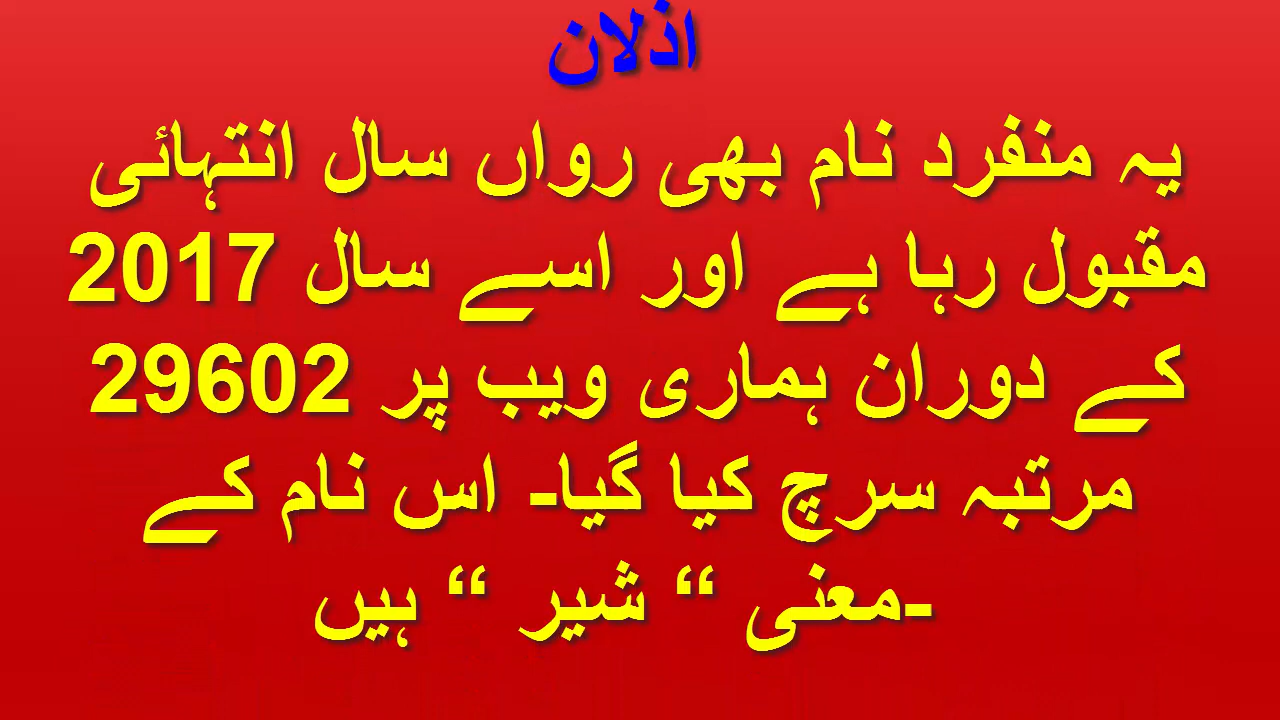 اذلان
یہ منفرد نام بھی رواں سال انتہائی
مقبول رہا ہے اور اسے سال 2017
کے دوران ہماری ویب پر 29602
مرتبہ سرچ کیا گیا۔ اس نام کے
معنی “ شیر “ ہیں-